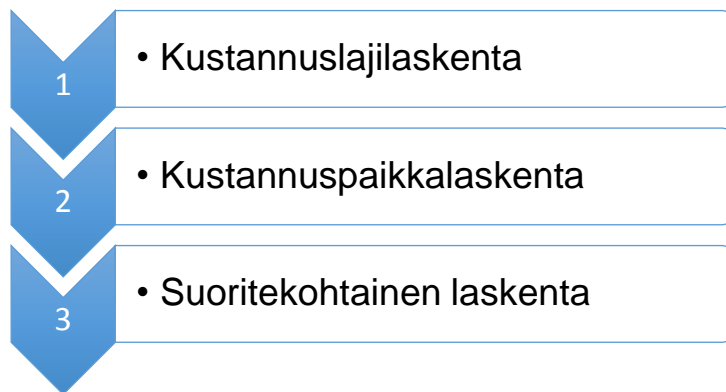 1
• Kustannuslajilaskenta
2
• Kustannuspaikkalaskenta
3
• Suoritekohtainen laskenta